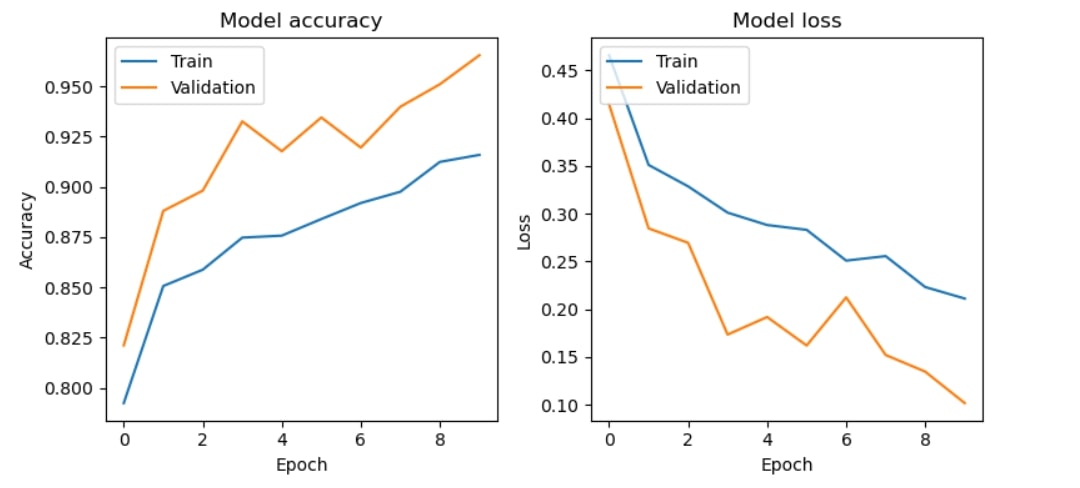 Model accuracy
Train
Validation
0.950
0.925
0.900
0.875
0.850
0.825
0.800
Accuracy
0 2 4 6 8
Epoch
Model loss
Train
Validation
0.45
0.40
0.35
0.30
0.25
0.20
0.15
0.10
Loss
0 2 4 6 8
Epoch